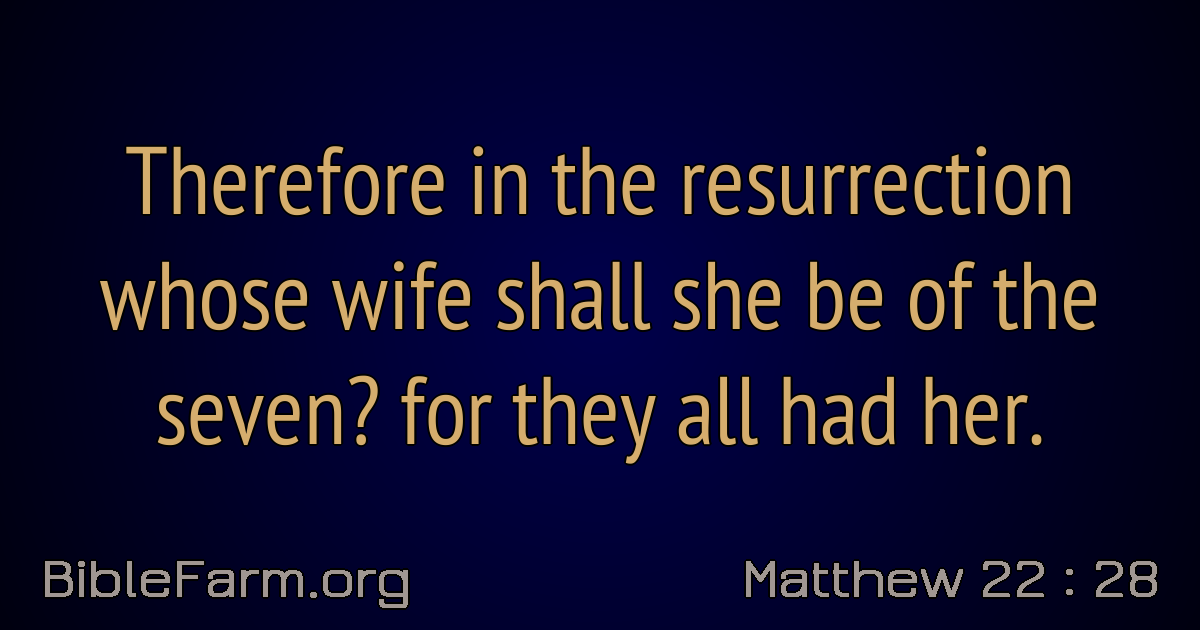 Therefore in the resurrection
whose wife shall she be of the
seven? for they all had her.
BibleFarm.org
Matthew 22 : 28